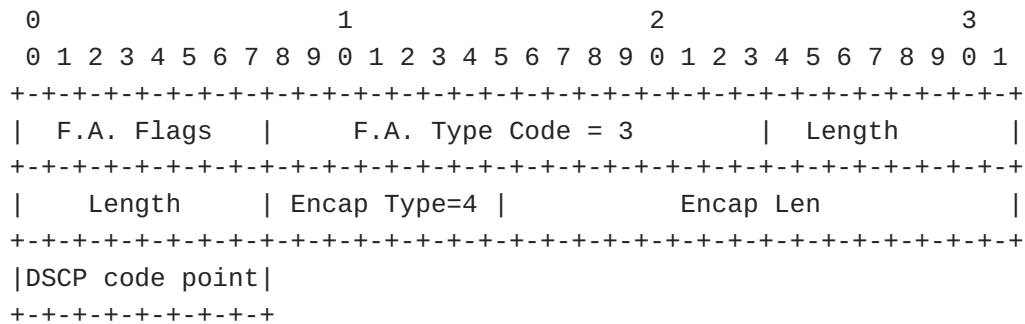 0                   1                   2                   3
 0 1 2 3 4 5 6 7 8 9 0 1 2 3 4 5 6 7 8 9 0 1 2 3 4 5 6 7 8 9 0 1
+-+-+-+-+-+-+-+-+-+-+-+-+-+-+-+-+-+-+-+-+-+-+-+-+-+-+-+-+-+-+-+-+
|  F.A. Flags   |     F.A. Type Code = 3        |  Length       |
+-+-+-+-+-+-+-+-+-+-+-+-+-+-+-+-+-+-+-+-+-+-+-+-+-+-+-+-+-+-+-+-+
|    Length     | Encap Type=4 |           Encap Len            |
+-+-+-+-+-+-+-+-+-+-+-+-+-+-+-+-+-+-+-+-+-+-+-+-+-+-+-+-+-+-+-+-+
|DSCP code point|
+-+-+-+-+-+-+-+-+